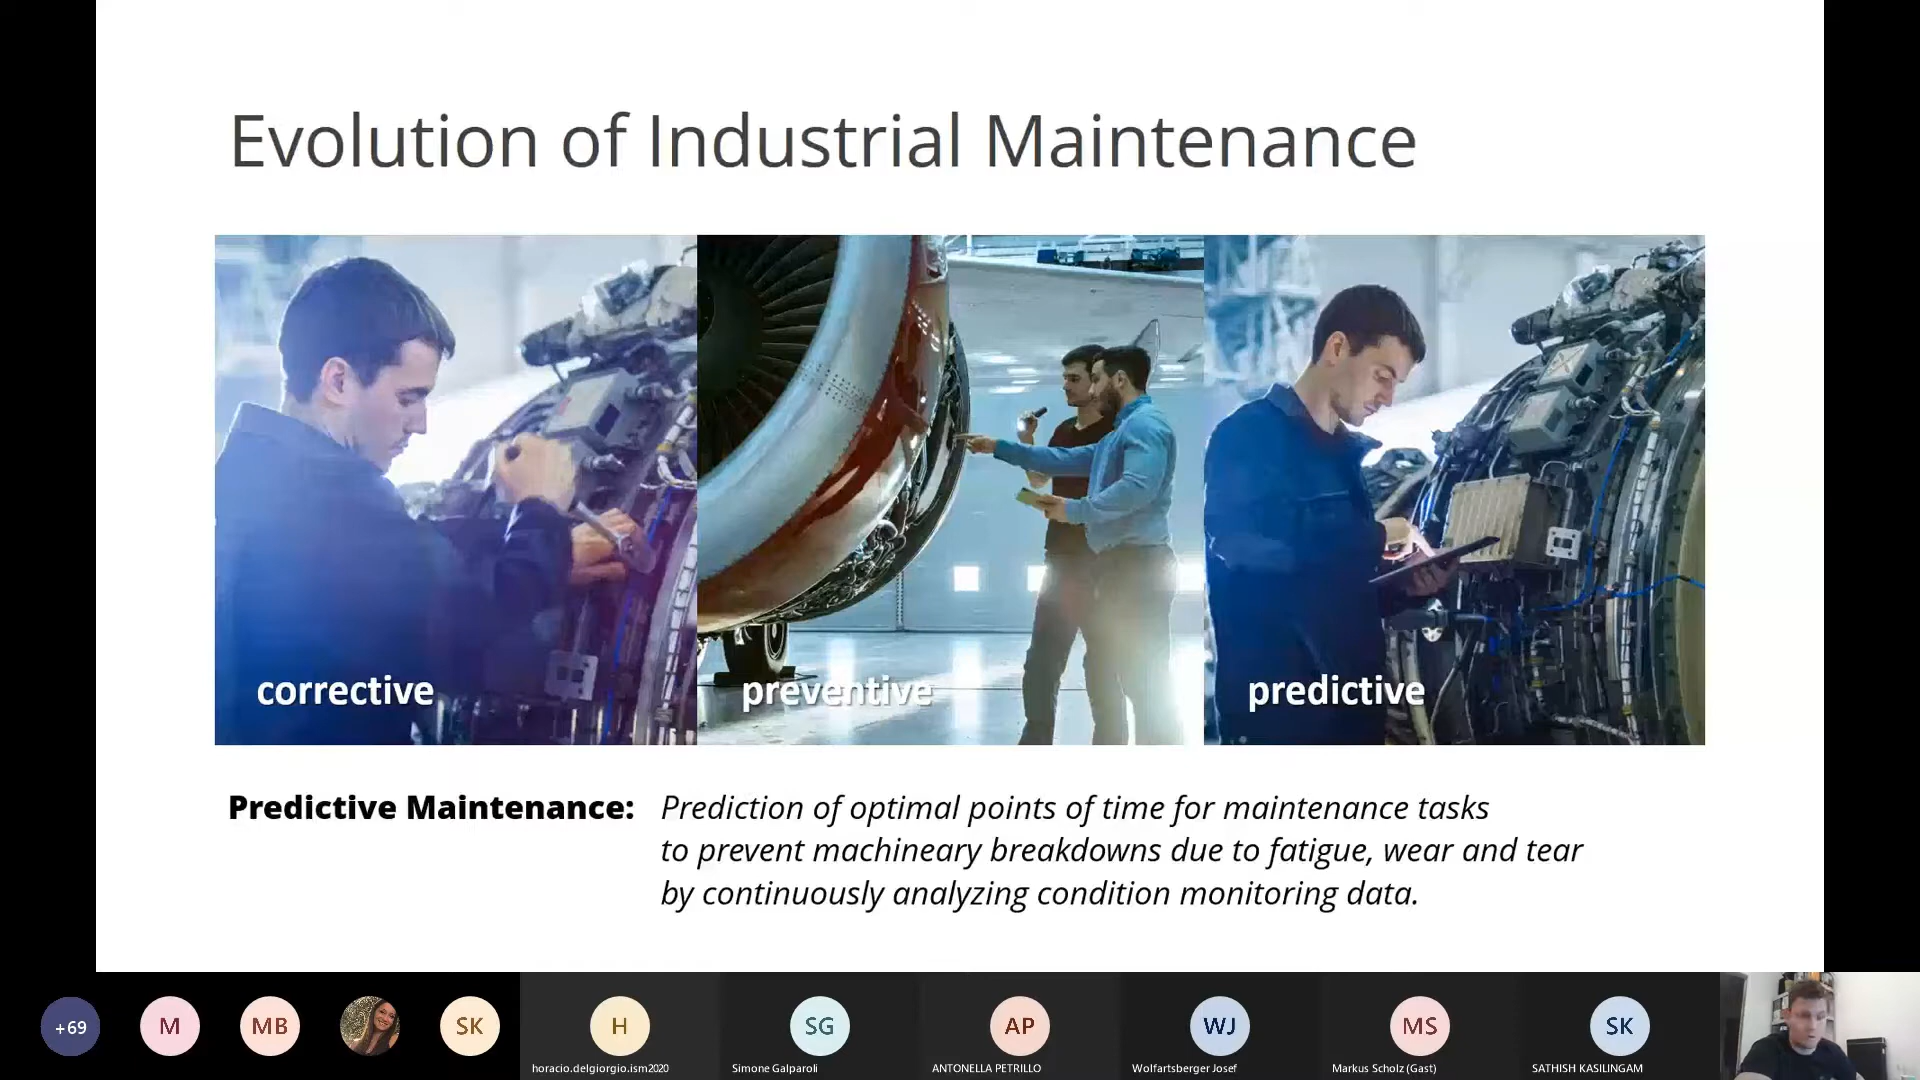 Evolution of Industrial Maintenance
corrective
preventive
predictive
Predictive Maintenance: Prediction of optimal points of time for maintenance tasks
to prevent machineary breakdowns due to fatigue, wear and tear
by continuously analyzing condition monitoring data.
+69
M
MB
SK
H
SG
AP
WJ
MS
SK
horacio.delgiorgio.ism2020
Simone Galparoli
ANTONELLA PETRILLO
Wolfartsberger Josef
Markus Scholz (Gast)
SATHISH KASILINGAM